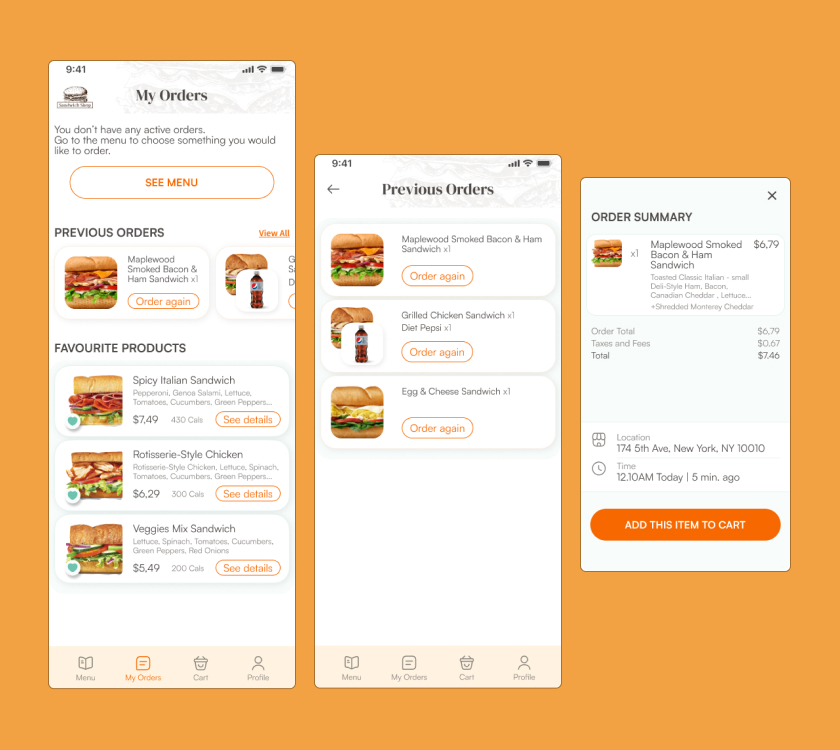 9:41
Sandwich Shop
My Orders
You don't have any active orders.
Go to the menu to choose something you would
like to order.
SEE MENU
PREVIOUS ORDERS
View All
Maplewood
Smoked Bacon &
Ham Sandwich x1
Order again
G
Sa
D
FAVOURITE PRODUCTS
Spicy Italian Sandwich
Pepperoni, Genoa Salami, Lettuce,
Tomatoes, Cucumbers, Green Peppers...
$7,49 430 Cals See details
Rotisserie-Style Chicken
Rotisserie-Style Chicken, Lettuce, Spinach,
Tomatoes, Cucumbers, Green Peppers...
$6,29 300 Cals See details
Veggies Mix Sandwich
Lettuce, Spinach, Tomatoes, Cucumbers,
Green Peppers, Red Onions
$5,49 200 Cals See details
Menu My Orders Cart Profile
9:41
Previous Orders
Maplewood Smoked Bacon & Ham
Sandwich x1
Order again
Grilled Chicken Sandwich x1
Diet Pepsi x1
Order again
Egg & Cheese Sandwich x1
Order again
Menu My Orders Cart Profile
ORDER SUMMARY
x1 Maplewood Smoked $6,79
Bacon & Ham
Sandwich
Toasted Classic Italian - small
Deli-Style Ham, Bacon,
Canadian Cheddar , Lettuce...
+Shredded Monterey Cheddar
Order Total $6,79
Taxes and Fees $0.67
Total $7.46
Location
174 5th Ave, New York, NY 10010
Time
12.10AM Today | 5 min. ago
ADD THIS ITEM TO CART